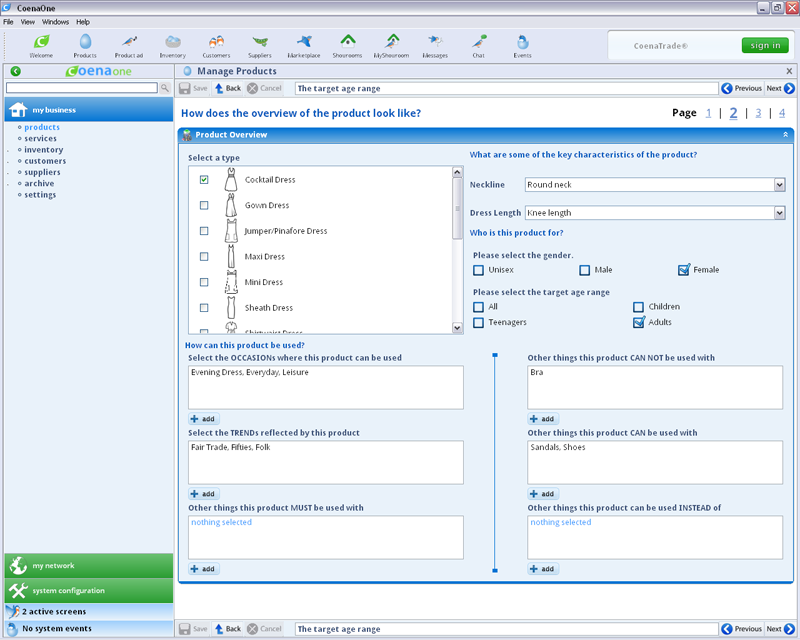 CoenaOne
File View Windows Help
Welcome Products Product ad Inventory Customers Suppliers Marketplace Showrooms MyShowroom Messages Chat Events
CoenaTrade®
sign in
coenaone
Manage Products
X
Save Back Cancel The target age range Previous Next
my business
products
services
inventory
customers
suppliers
archive
settings
How does the overview of the product look like?
Page 1 | 2 | 3 | 4
Product Overview
Select a type
Cocktail Dress
Gown Dress
Jumper/Pinafore Dress
Maxi Dress
Mini Dress
Sheath Dress
Shirtwaist Dress
What are some of the key characteristics of the product?
Neckline Round neck
Dress Length Knee length
Who is this product for?
Please select the gender.
Unisex Male Female
Please select the target age range
All Children
Teenagers Adults
How can this product be used?
Select the OCCASIONs where this product can be used
Evening Dress, Everyday, Leisure
add
Select the TRENDs reflected by this product
Fair Trade, Fifties, Folk
add
Other things this product MUST be used with
nothing selected
add
Other things this product CAN NOT be used with
Bra
add
Other things this product CAN be used with
Sandals, Shoes
add
Other things this product can be used INSTEAD of
nothing selected
add
my network
system configuration
2 active screens
No system events
Save Back Cancel The target age range Previous Next